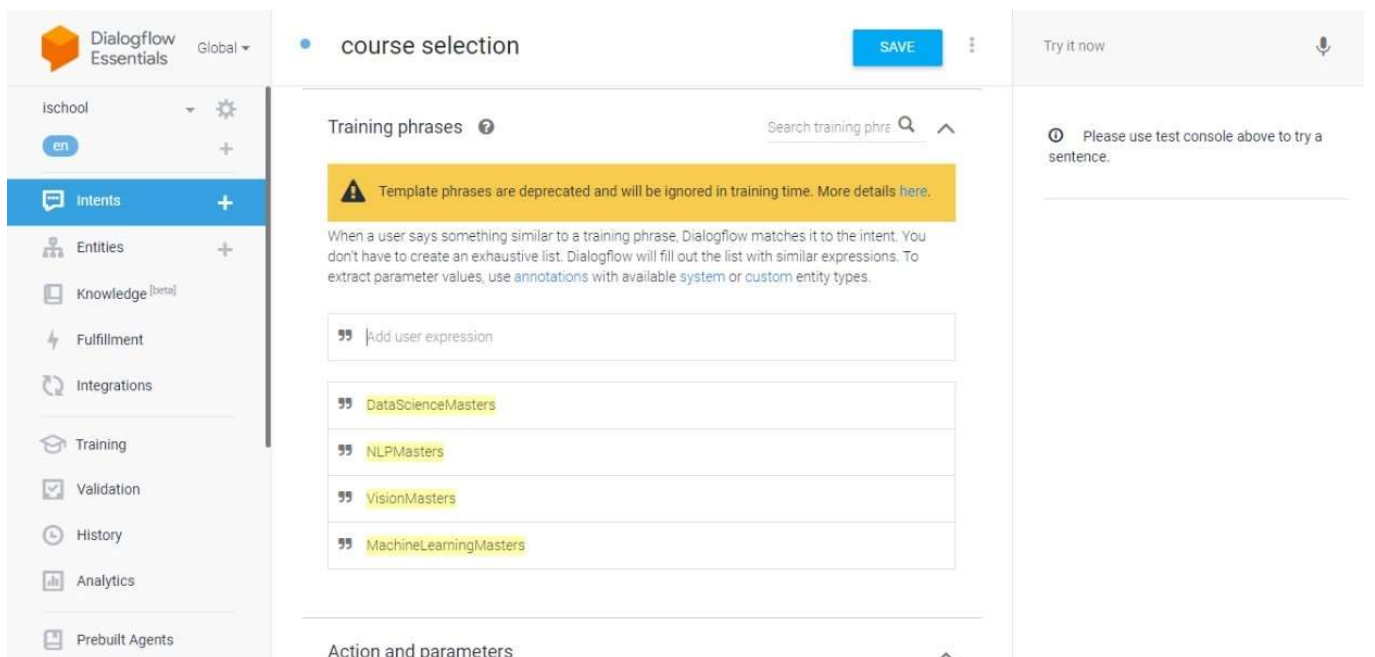 Dialogflow
Essentials
Global
ischool
en
Intents
Entities
Knowledge [beta]
Fulfillment
Integrations
Training
Validation
History
Analytics
Prebuilt Agents
course selection
SAVE
Training phrases
Search training phra
Template phrases are deprecated and will be ignored in training time. More details here.
When a user says something similar to a training phrase, Dialogflow matches it to the intent. You
don't have to create an exhaustive list. Dialogflow will fill out the list with similar expressions. To
extract parameter values, use annotations with available system or custom entity types.
Add user expression
DataScienceMasters
NLPMasters
VisionMasters
MachineLearningMasters
Action and parameters
Try it now
Please use test console above to try a
sentence.